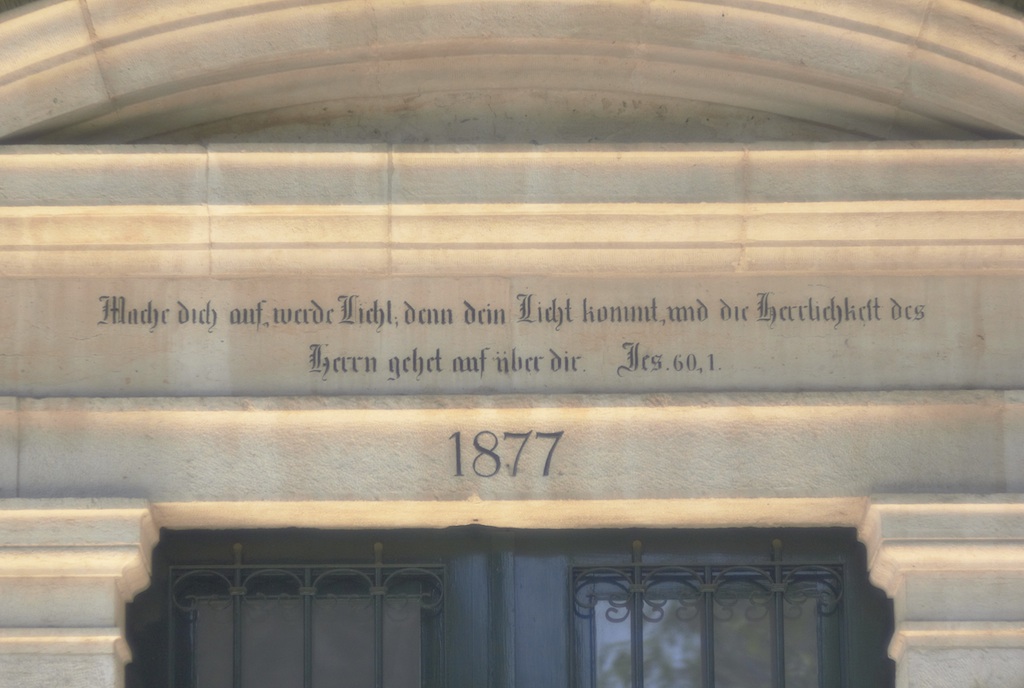 Mache dich auf, werde Licht; denn dein Licht kommt, und die Herrlichkeit des
Herrn gehet auf über dir. Jes. 60, 1.
1877